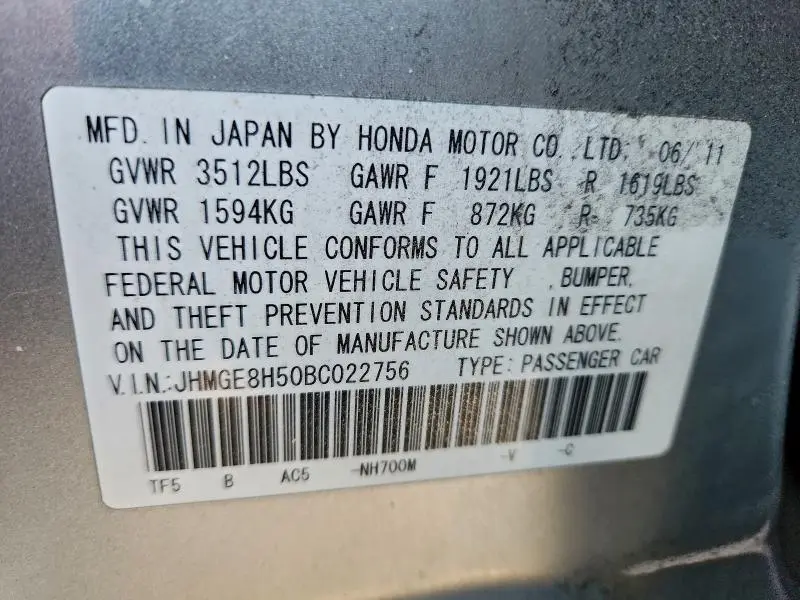 MFD. IN JAPAN BY HONDA MOTOR CO., LTD. 06/11
GVWR 3512LBS GAWR F 1921LBS R 1619LBS
GVWR 1594KG GAWR F 872KG R 735KG
THIS VEHICLE CONFORMS TO ALL APPLICABLE
FEDERAL MOTOR VEHICLE SAFETY , BUMPER,
AND THEFT PREVENTION STANDARDS IN EFFECT
ON THE DATE OF MANUFACTURE SHOWN ABOVE.
V.I.N.:JHMGE8H50BC022756 TYPE: PASSENGER CAR
TF5 B AC5 -NH700M -V -C